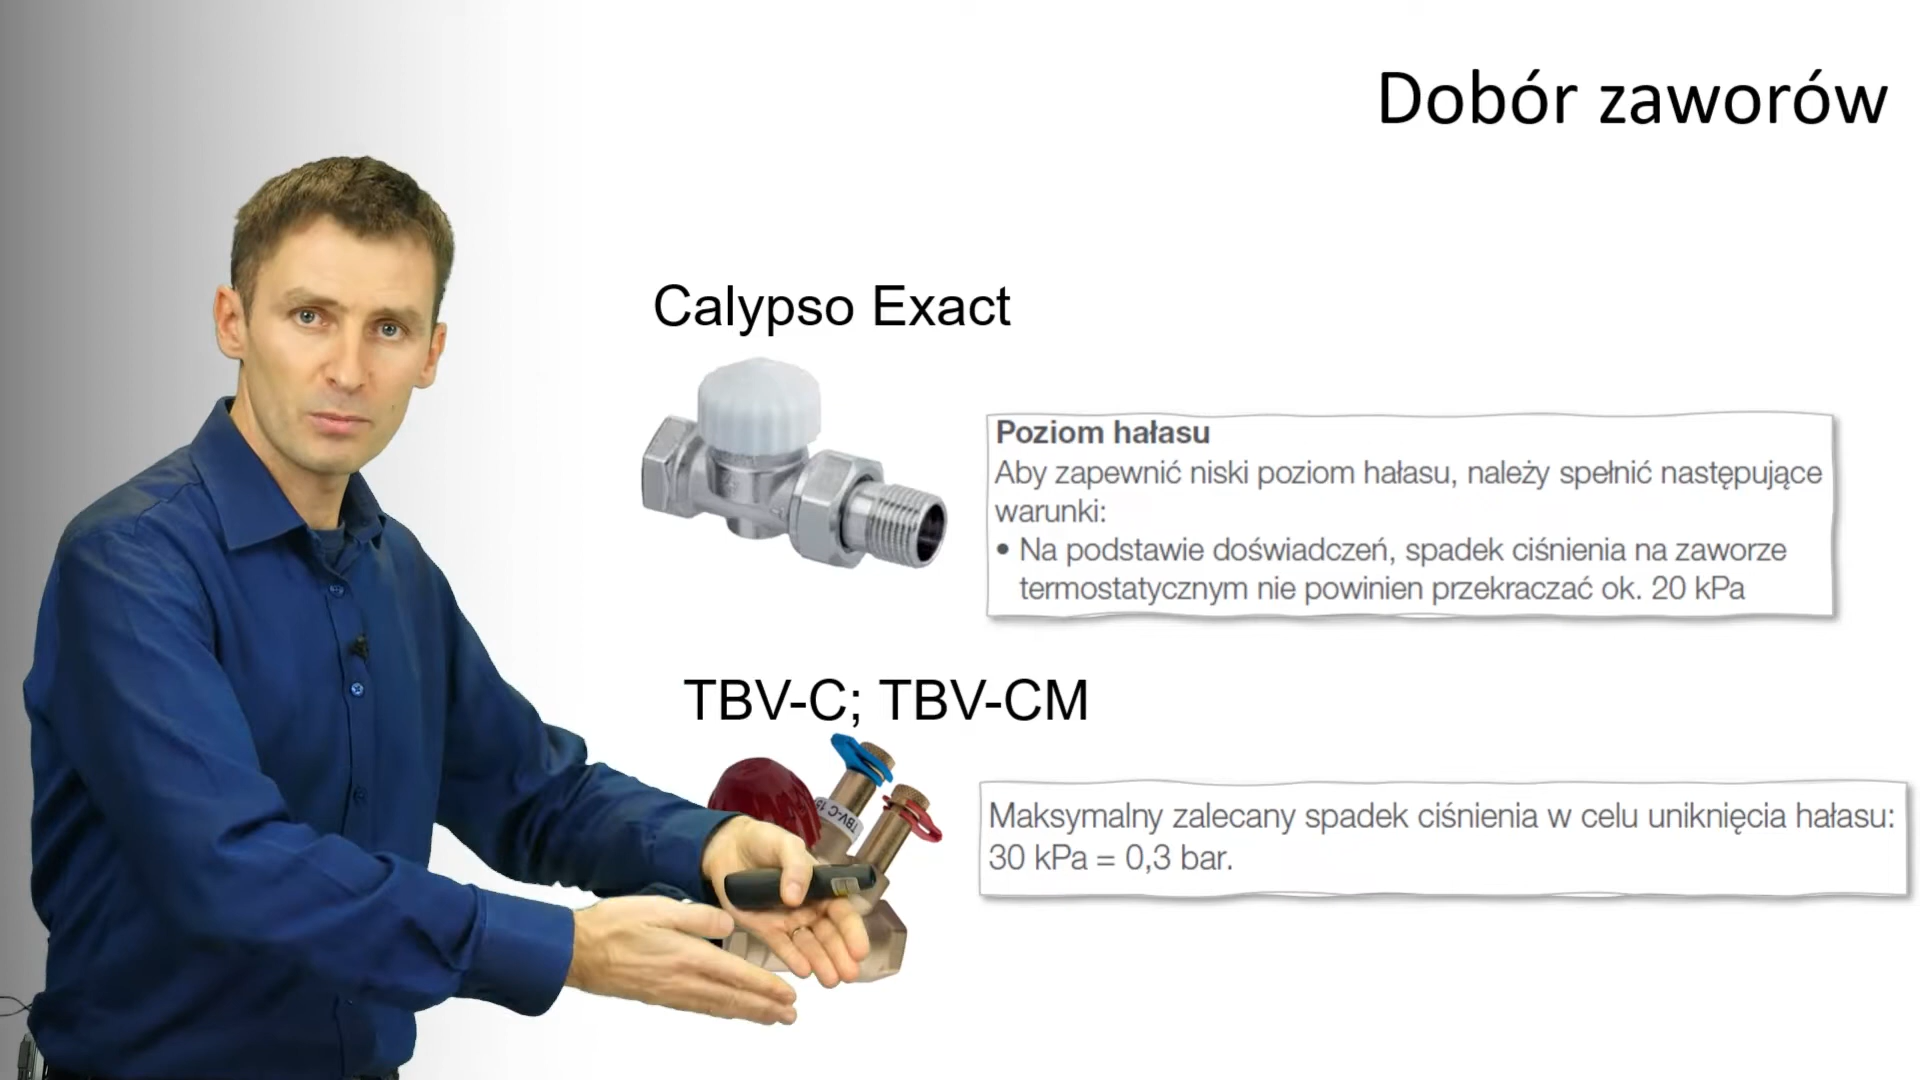 Dobór zaworów
Calypso Exact
Poziom hałasu
Aby zapewnić niski poziom hałasu, należy spełnić następujące
warunki:
• Na podstawie doświadczeń, spadek ciśnienia na zaworze
termostatycznym nie powinien przekraczać ok. 20 kPa
TBV-C; TBV-CM
TBV-C 15
Maksymalny zalecany spadek ciśnienia w celu uniknięcia hałasu:
30 kPa = 0,3 bar.